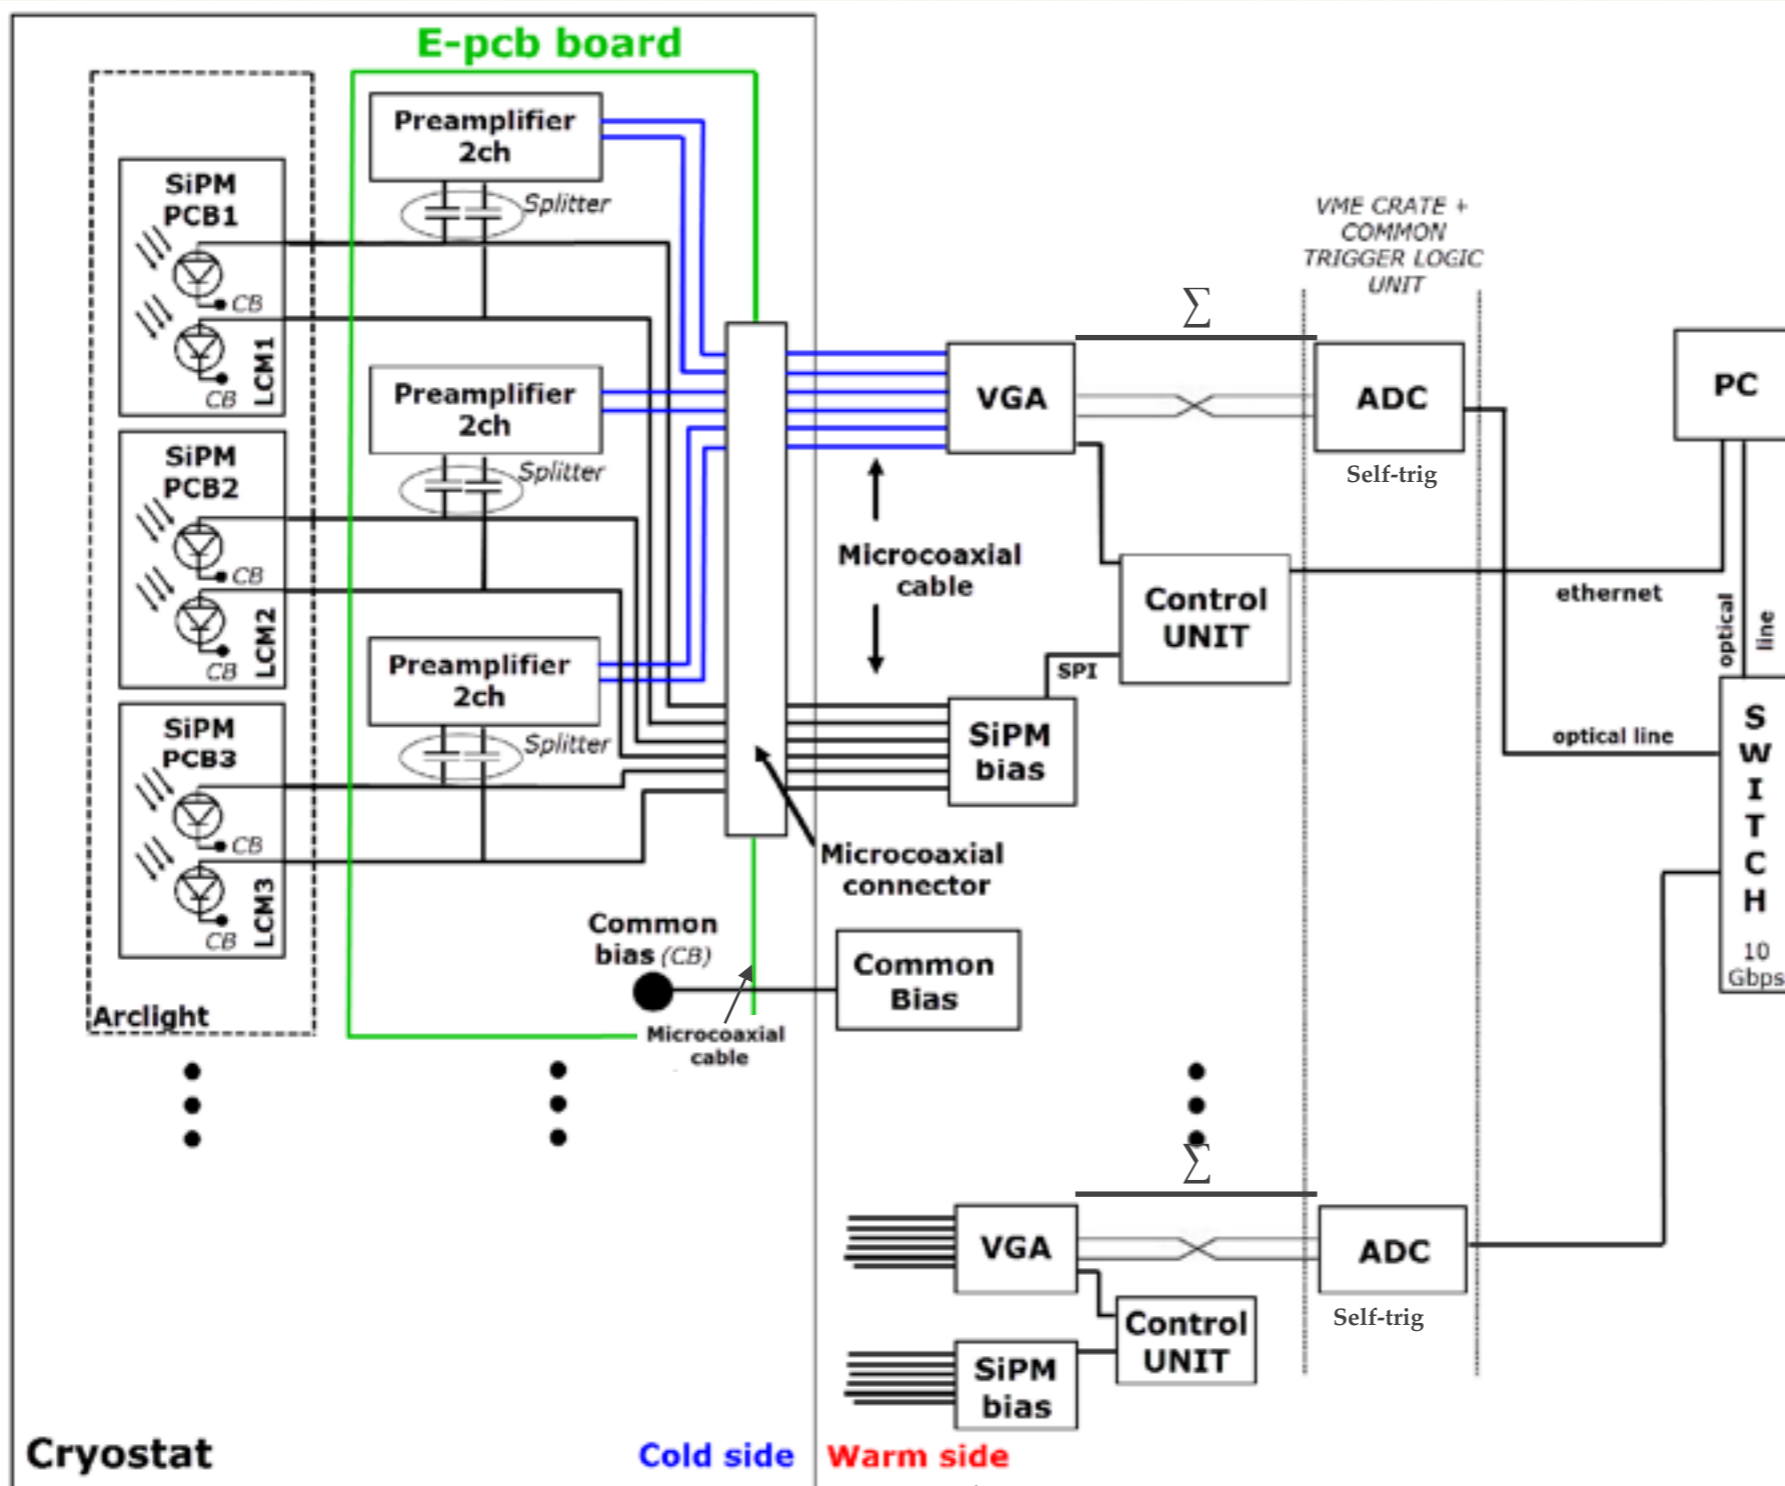 E-pcb board
Preamplifier
2ch
Splitter
SiPM
PCB1
CB
CB
LCM1
Preamplifier
2ch
Splitter
SiPM
PCB2
CB
CB
LCM2
Preamplifier
2ch
Splitter
SiPM
PCB3
CB
CB
LCM3
Arclight
Common
bias (CB)
Microcoaxial
cable
Microcoaxial
connector
Common
Bias
Microcoaxial
cable
VGA
∑
VME CRATE +
COMMON
TRIGGER LOGIC
UNIT
ADC
Self-trig
PC
Control
UNIT
SPI
SiPM
bias
ethernet
optical
line
optical line
SWITCH
10
Gbps
∑
VGA
ADC
Self-trig
Control
UNIT
SiPM
bias
Cryostat
Cold side
Warm side